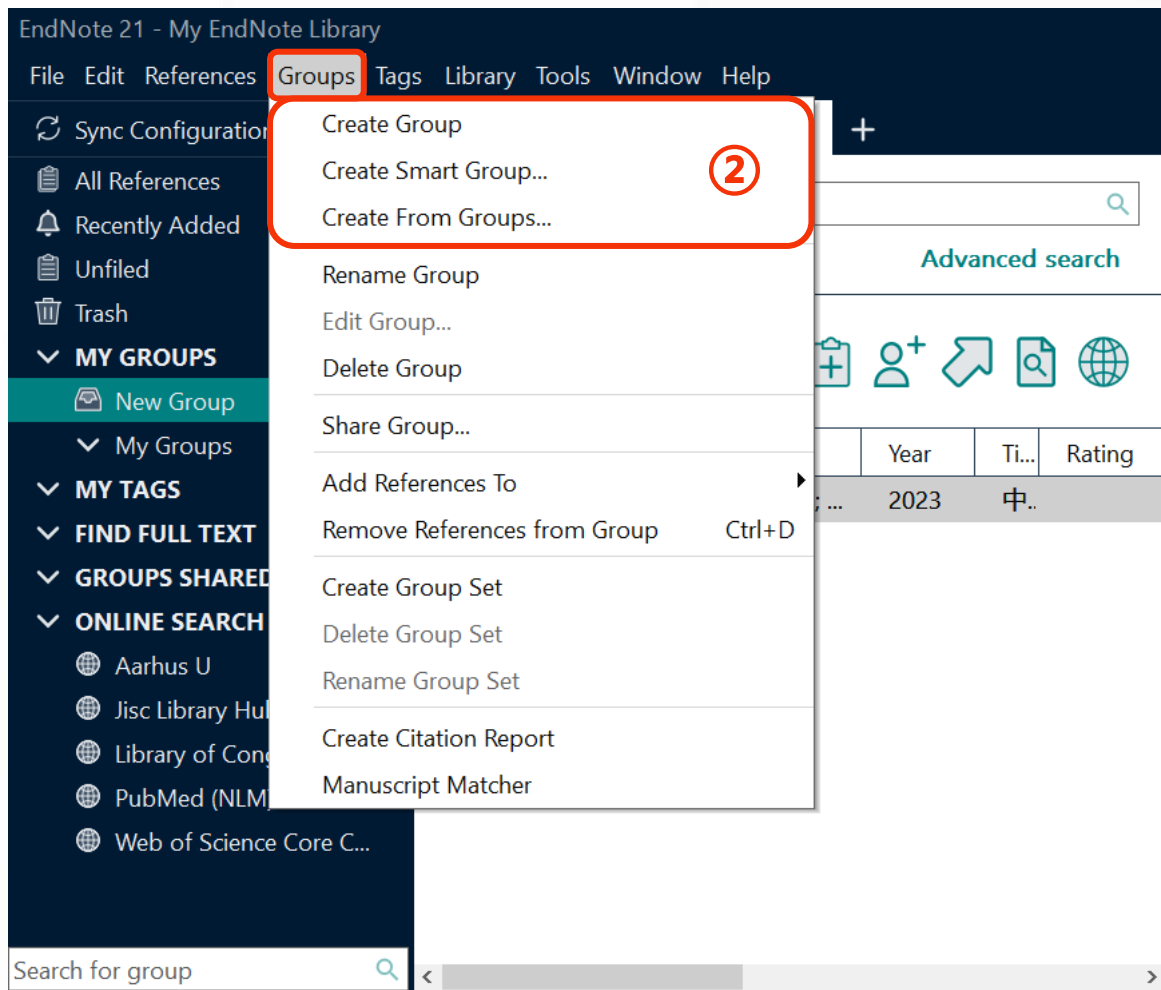 EndNote 21 - My EndNote Library
File Edit References Groups Tags Library Tools Window Help
Sync Configuration
All References
Recently Added
Unfiled
Trash
MY GROUPS
New Group
My Groups
MY TAGS
FIND FULL TEXT
GROUPS SHARED
ONLINE SEARCH
Aarhus U
Jisc Library Hub
Library of Cong
PubMed (NLM)
Web of Science Core C...
Search for group
Create Group
Create Smart Group...
②
Create From Groups...
Rename Group
Edit Group...
Delete Group
Share Group...
Add References To
Remove References from Group Ctrl+D
Create Group Set
Delete Group Set
Rename Group Set
Create Citation Report
Manuscript Matcher
+
Advanced search
Year Ti... Rating
; ... 2023 中..